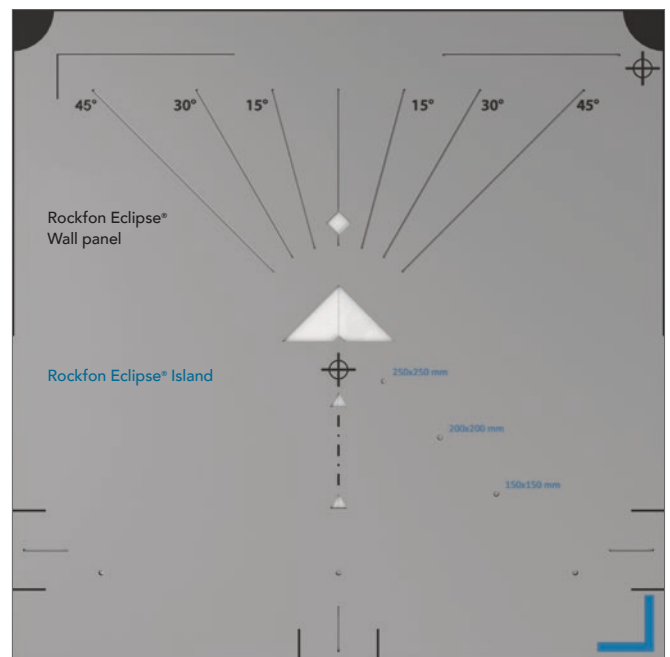 45° 30° 15° 15° 30° 45°
Rockfon Eclipse®
Wall panel
Rockfon Eclipse® Island
250x250 mm
200x200 mm
150x150 mm